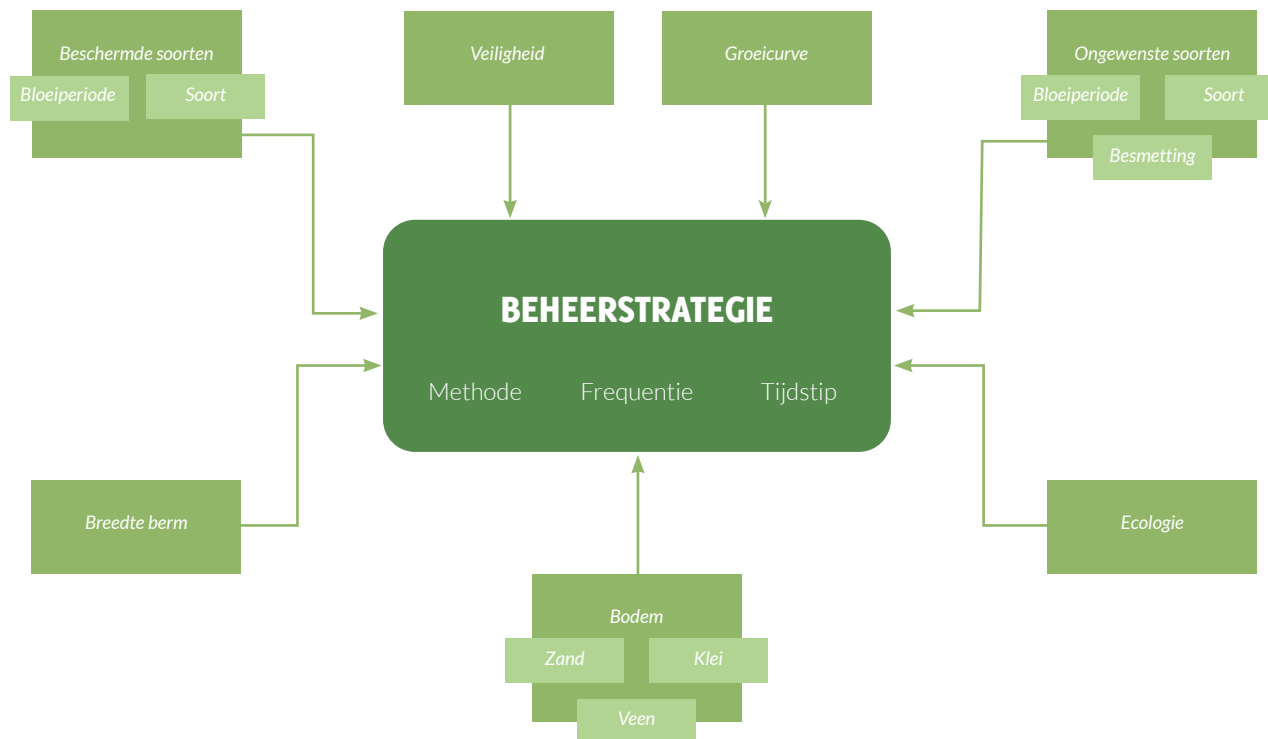 Beschermde soorten
Bloeiperiode
Soort
Veiligheid
Groeicurve
Ongewenste soorten
Bloeiperiode
Soort
Besmetting
BEHEERSTRATEGIE
Methode
Frequentie
Tijdstip
Breedte berm
Ecologie
Bodem
Zand
Klei
Veen